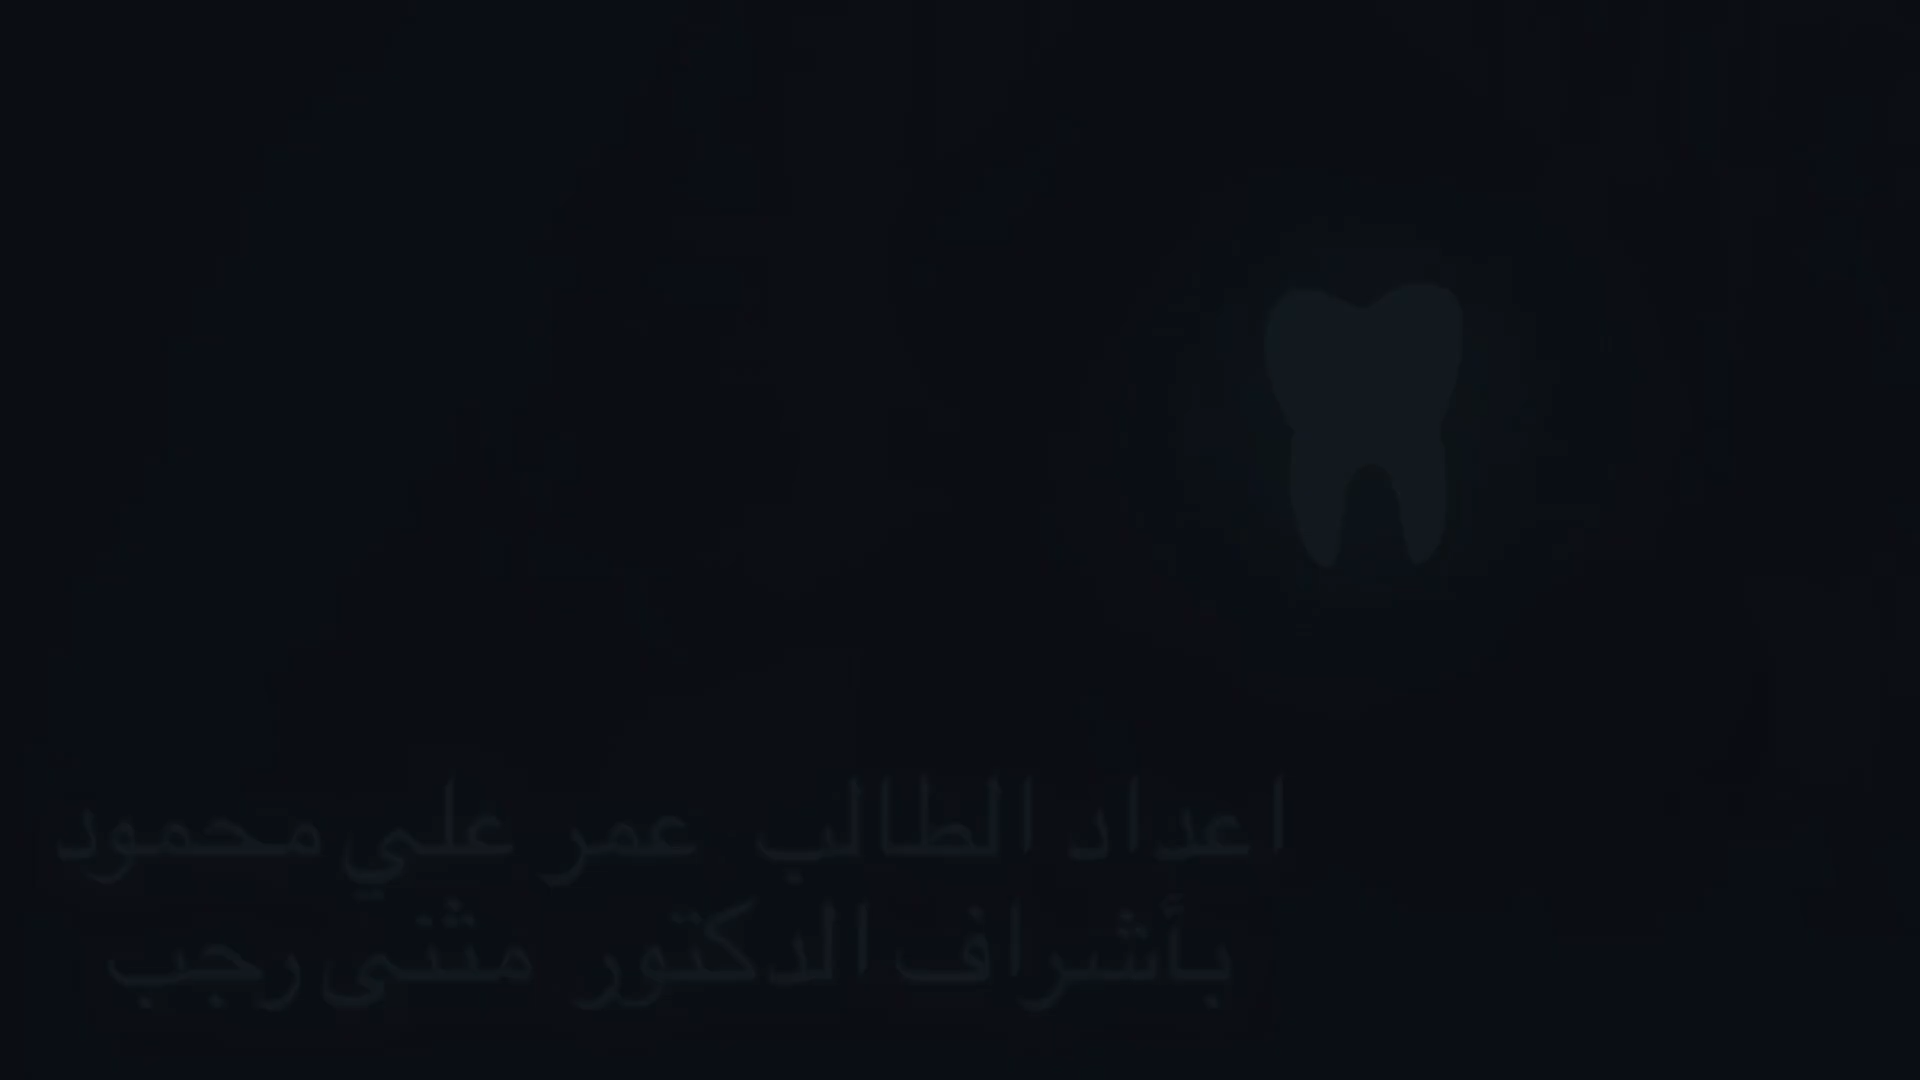 اعداد الطالب عمر علي محمود
بأشراف الدكتور مثنى رجب